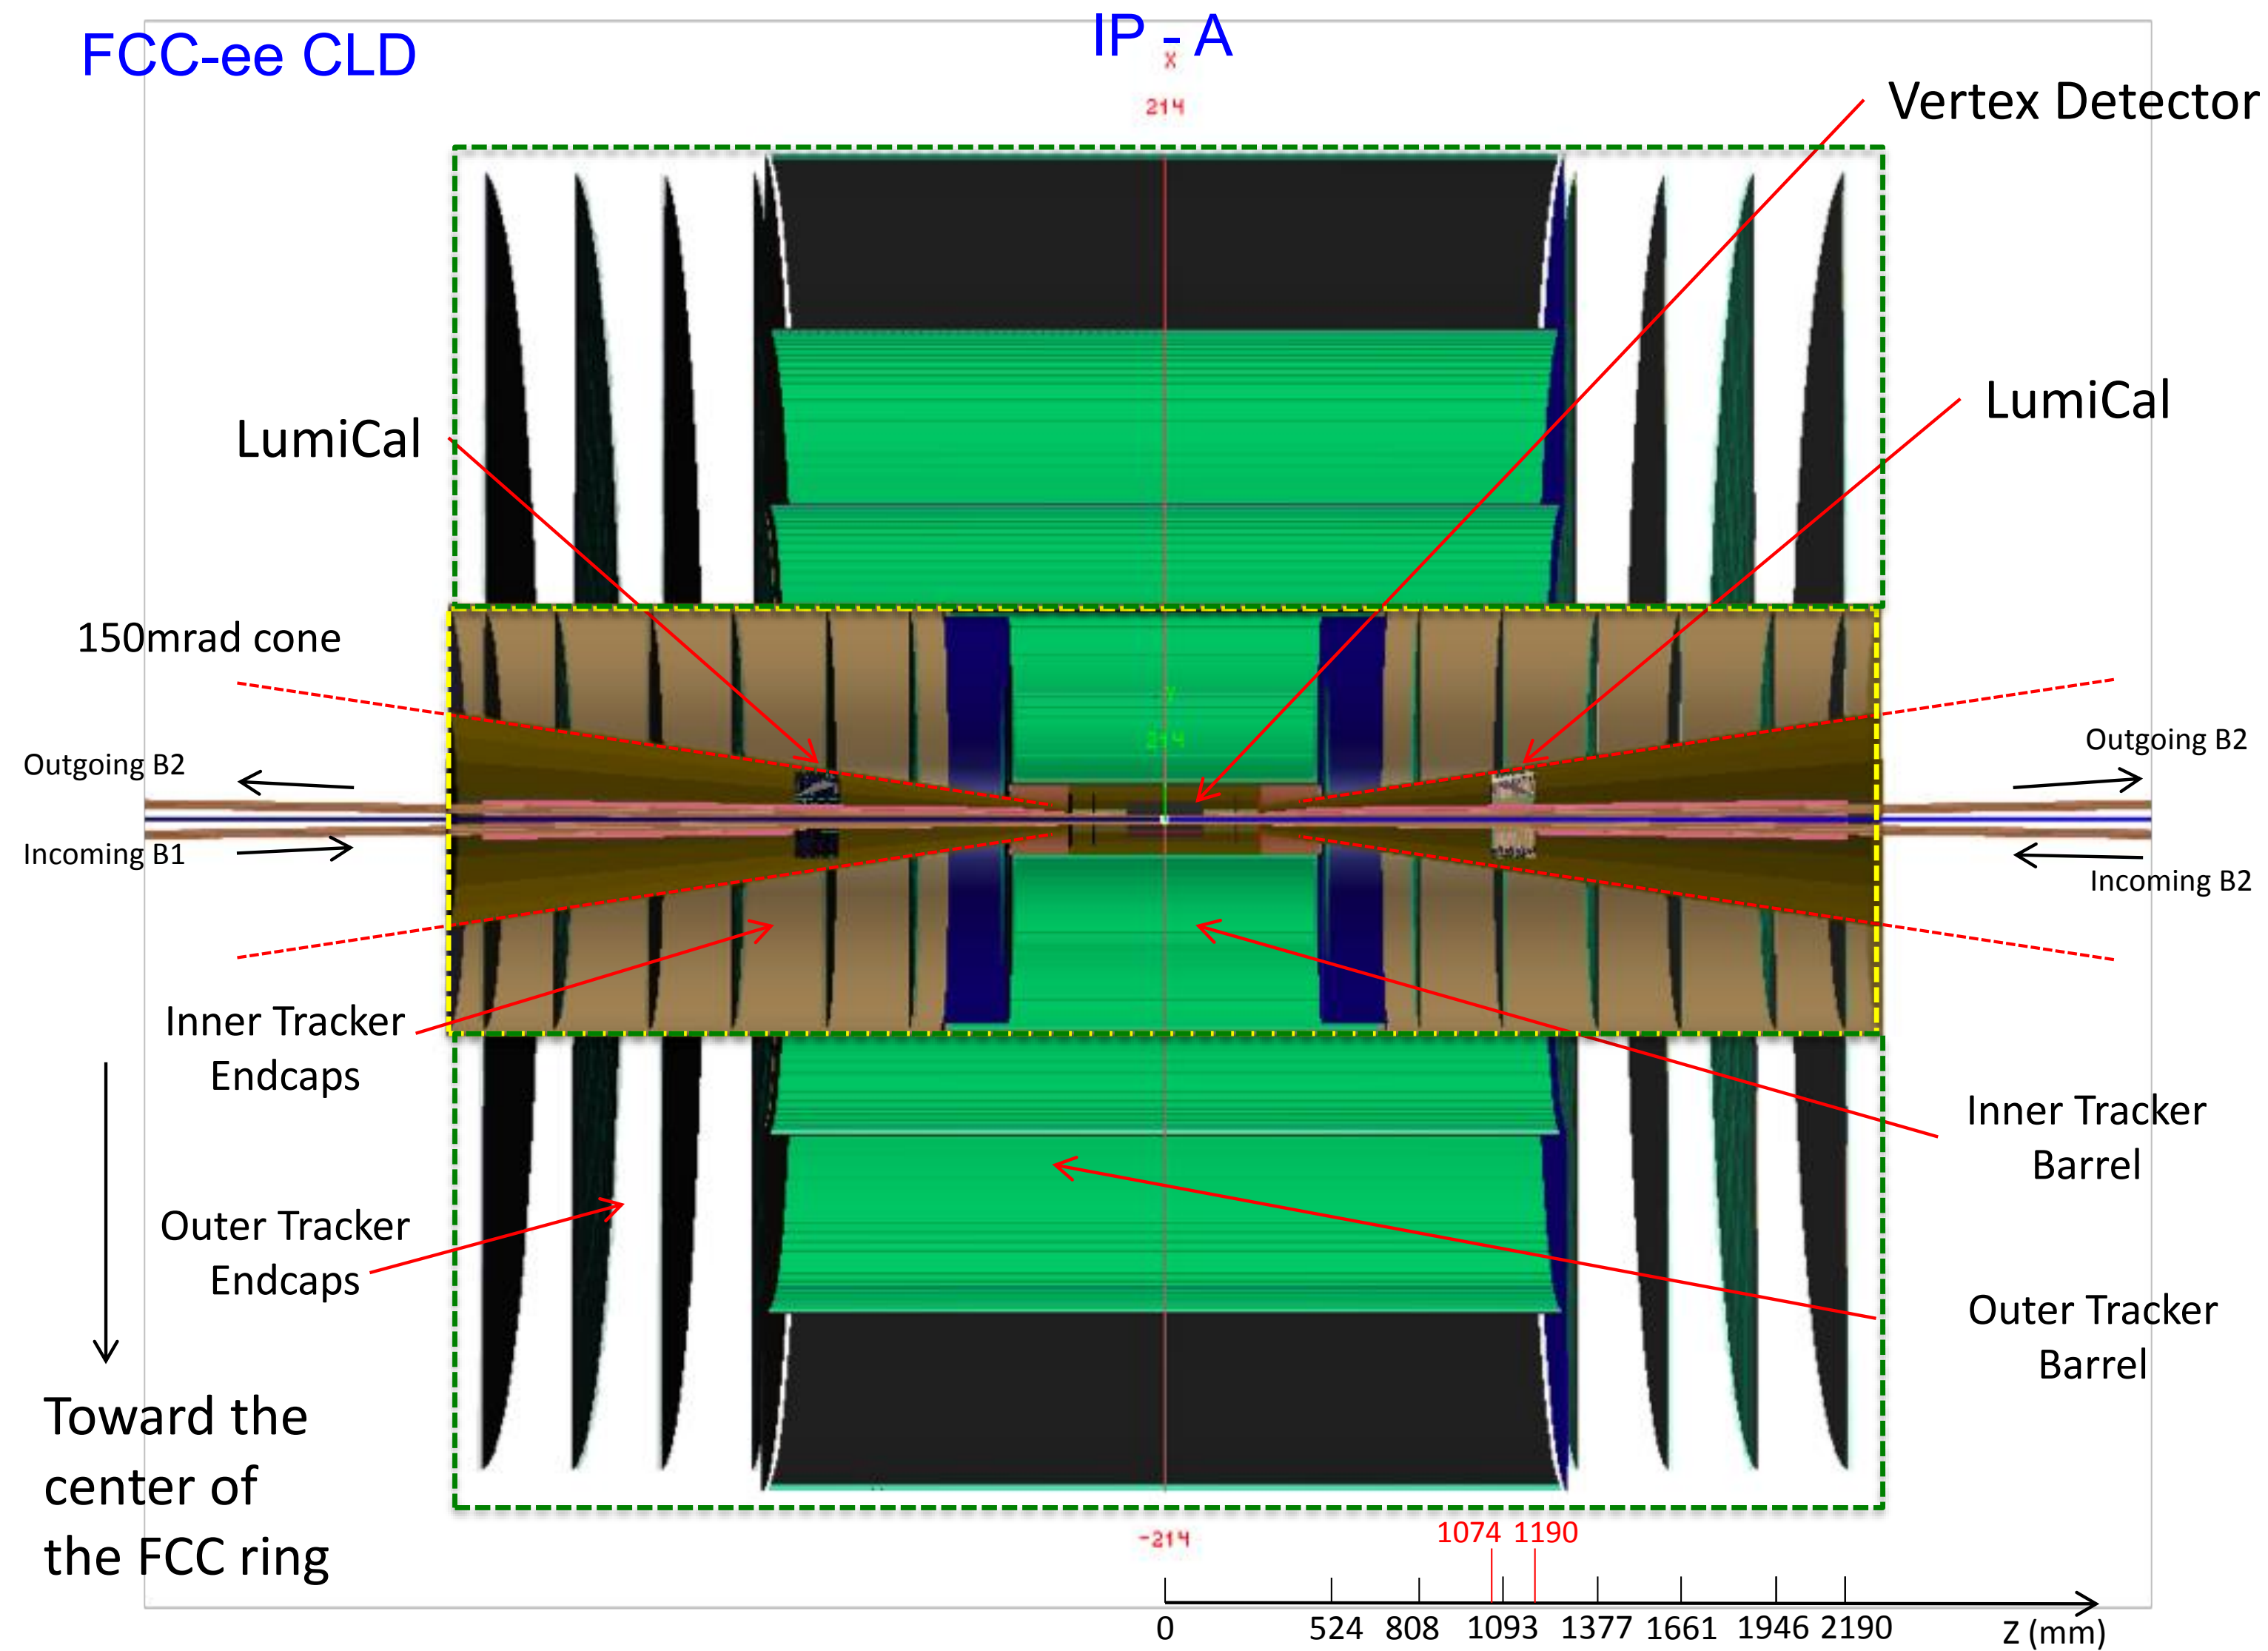 FCC-ee CLD
IP - A
X
214
Vertex Detector
LumiCal
LumiCal
150mrad cone
Y
214
Outgoing B2
Outgoing B2
Incoming B1
Incoming B2
Inner Tracker
Endcaps
Inner Tracker
Barrel
Outer Tracker
Endcaps
Outer Tracker
Barrel
Toward the
center of
the FCC ring
-214
1074 1190
0 524 808 1093 1377 1661 1946 2190 Z (mm)